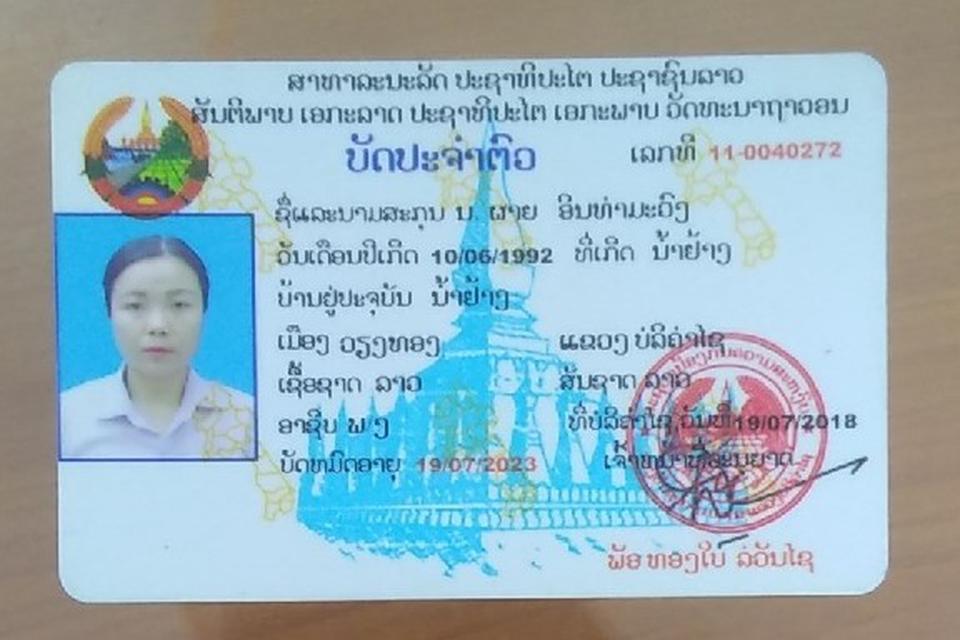 ສາທາລະນະລັດ ປະຊາທິປະໄຕ ປະຊາຊົນລາວ
ສັນຕິພາບ ເອກະລາດ ປະຊາທິປະໄຕ ເອກະພາບ ວັດທະນາຖາວອນ
ບັດປະຈຳຕົວ ເລກທີ 11-0040272
ຊື່ແລະນາມສະກຸນ ນ. ຜາຍ ອິນທຳມະວົງ
ວັນເດືອນປີເກີດ 10/06/1992 ທີ່ເກີດ ນ້ຳຢ້າງ
ບ້ານຢູ່ປະຈຸບັນ ນ້ຳຢ້າງ
ເມືອງ ວຽງທອງ ແຂວງ ບໍລິຄຳໄຊ
ເຊື້ອຊາດ ລາວ ສັນຊາດ ລາວ
ອາຊີບ ທີ່ບໍລິຄຳໄຊ,ວັນທີ19/07/2018
ບັດຫມົດອາຍຸ 19/07/2023 ເຈົ້າຫນ້າທີ່ອະນຸຍາດ
ພັອ ທອງໃບ ລໍວັນໄຊ